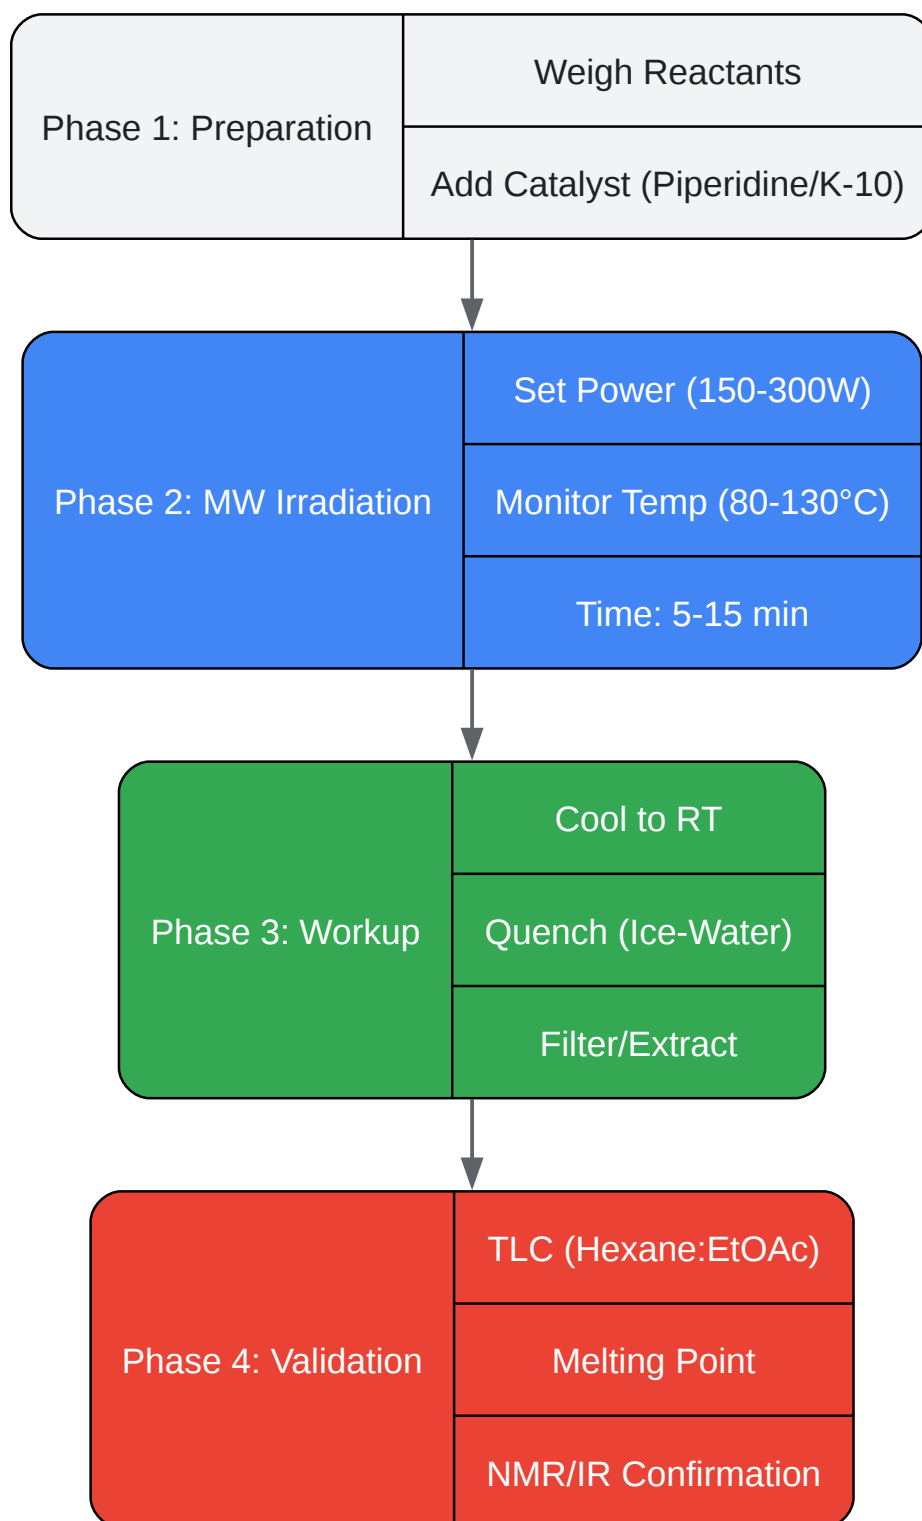 Phase 1: Preparation
Weigh Reactants
Add Catalyst (Piperidine/K-10)
Phase 2: MW Irradiation
Set Power (150-300W)
Monitor Temp (80-130°C)
Time: 5-15 min
Phase 3: Workup
Cool to RT
Quench (Ice-Water)
Filter/Extract
Phase 4: Validation
TLC (Hexane:EtOAc)
Melting Point
NMR/IR Confirmation